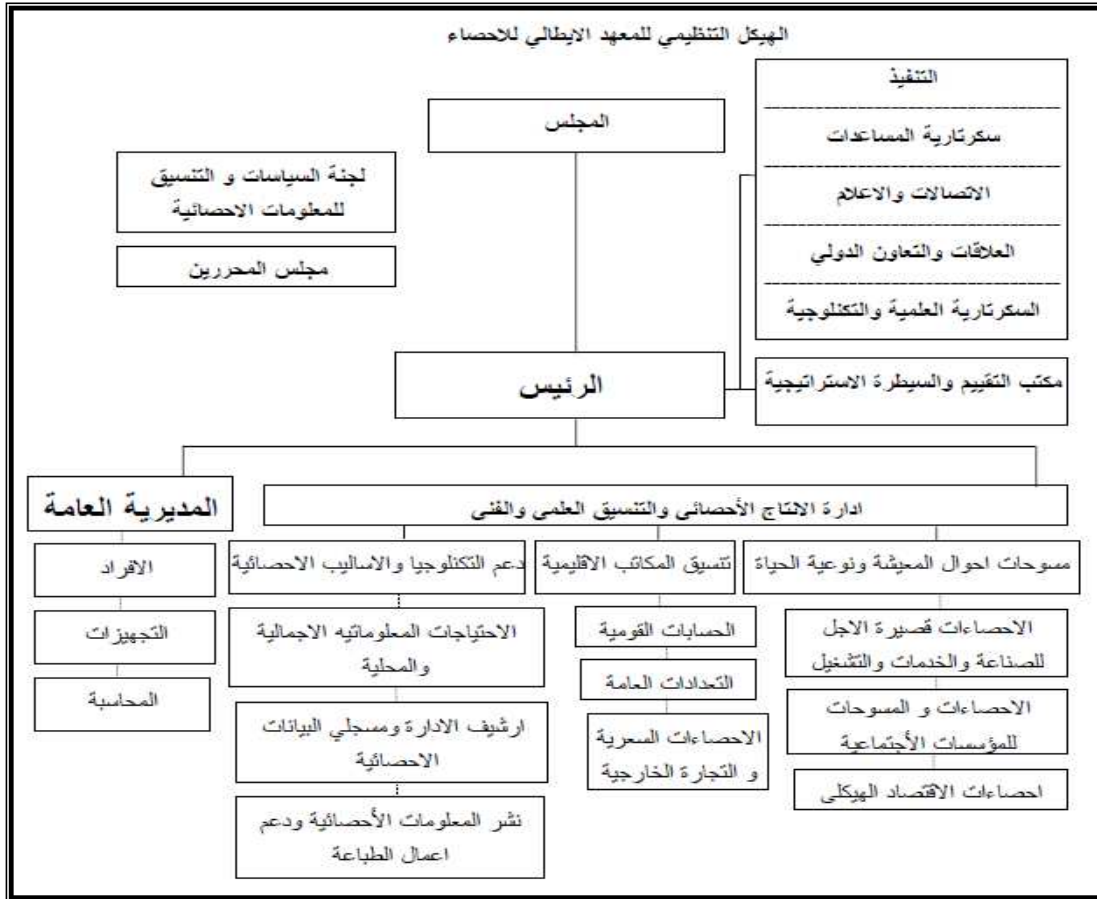 الهيكل التنظيمي للمعهد الايطالي للاحصاء
التنفيذ
سكرتارية المساعدات
الاتصالات والاعلام
العلاقات والتعاون الدولي
السكرتارية العلمية والتكنلوجية
المجلس
لجنة السياسات و التنسيق
للمعلومات الاحصائية
مجلس المحررين
مكتب التقييم والسيطرة الاستراتيجية
الرئيس
ادارة الانتاج الأحصائى والتنسيق العلمى والفنى
المديرية العامة
مسوحات احوال المعيشة ونوعية الحياة
الاحصاءات قصيرة الاجل
للصناعة والخدمات والتشغيل
الاحصاءات و المسوحات
للمؤسسات الأجتماعية
احصاءات الاقتصاد الهيكلى
تنسيق المكاتب الاقليمية
الحسابات القومية
التعدادات العامة
الاحصاءات السعرية
و التجارة الخارجية
دعم التكنلوجيا والاساليب الاحصائية
الاحتياجات المعلوماتيه الاجمالية
والمحلية
ارشيف الادارة ومسجلي البيانات
الاحصائية
نشر المعلومات الأحصائية ودعم
اعمال الطباعة
الافراد
التجهيزات
المحاسبة